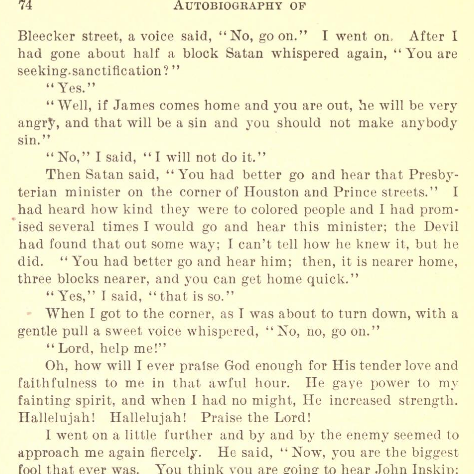 74 AUTOBIOGRAPHY OF
Bleecker street, a voice said, "No, go on." I went on. After I
had gone about half a block Satan whispered again, "You are
seeking sanctification?"
"Yes."
"Well, if James comes home and you are out, he will be very
angry, and that will be a sin and you should not make anybody
sin."
"No," I said, "I will not do it."
Then Satan said, "You had better go and hear that Presby-
terian minister on the corner of Houston and Prince streets." I
had heard how kind they were to colored people and I had prom-
ised several times I would go and hear this minister; the Devil
had found that out some way; I can't tell how he knew it, but he
did. "You had better go and hear him; then, it is nearer home,
three blocks nearer, and you can get home quick."
"Yes," I said, "that is so."
When I got to the corner, as I was about to turn down, with a
gentle pull a sweet voice whispered, "No, no, go on."
"Lord, help me!"
Oh, how will I ever praise God enough for His tender love and
faithfulness to me in that awful hour. He gave power to my
fainting spirit, and when I had no might, He increased strength.
Hallelujah! Hallelujah! Praise the Lord!
I went on a little further and by and by the enemy seemed to
approach me again fiercely. He said, "Now, you are the biggest
fool that ever was. You think you are going to hear John Inskip;